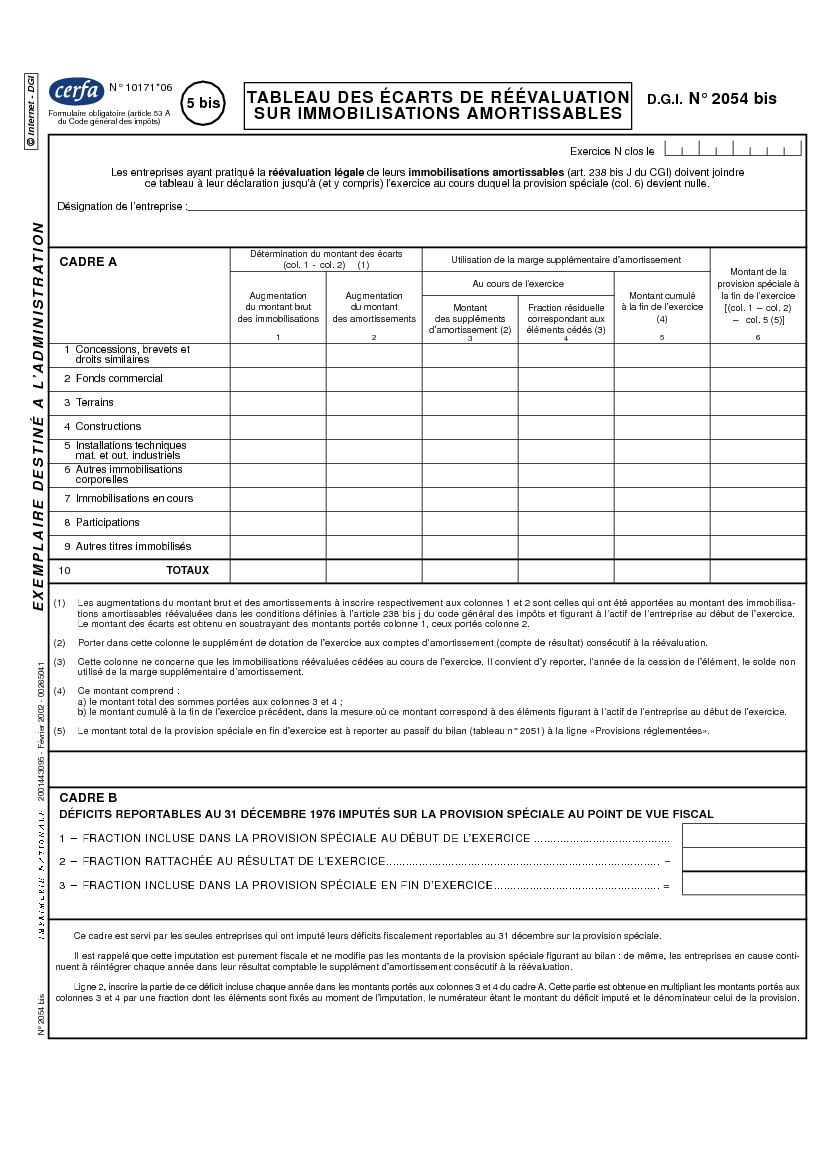 © Internet - DGI
cerfa
N° 10171*06
Formulaire obligatoire (article 53 A
du Code général des impôts)
5 bis
TABLEAU DES ÉCARTS DE RÉÉVALUATION
SUR IMMOBILISATIONS AMORTISSABLES
D.G.I. N° 2054 bis
Exercice N clos le
Les entreprises ayant pratiqué la réévaluation légale de leurs immobilisations amortissables (art. 238 bis J du CGI) doivent joindre
ce tableau à leur déclaration jusqu'à (et y compris) l'exercice au cours duquel la provision spéciale (col. 6) devient nulle.
Désignation de l'entreprise :
EXEMPLAIRE DESTINÉ A L'ADMINISTRATION
CADRE A
Détermination du montant des écarts
(col. 1 - col. 2) (1)
Utilisation de la marge supplémentaire d'amortissement
Au cours de l'exercice
Augmentation
du montant brut
des immobilisations
1
Augmentation
du montant
des amortissements
2
Montant
des suppléments
d'amortissement (2)
3
Fraction résiduelle
correspondant aux
éléments cédés (3)
4
Montant cumulé
à la fin de l'exercice
(4)
5
Montant de la
provision spéciale à
la fin de l'exercice
[(col. 1 – col. 2)
– col. 5 (5)]
6
1 Concessions, brevets et
droits similaires
2 Fonds commercial
3 Terrains
4 Constructions
5 Installations techniques
mat. et out. industriels
6 Autres immobilisations
corporelles
7 Immobilisations en cours
8 Participations
9 Autres titres immobilisés
10 TOTAUX
(1) Les augmentations du montant brut et des amortissements à inscrire respectivement aux colonnes 1 et 2 sont celles qui ont été apportées au montant des immobilisa-
tions amortissables réévaluées dans les conditions définies à l'article 238 bis j du code général des impôts et figurant à l'actif de l'entreprise au début de l'exercice.
Le montant des écarts est obtenu en soustrayant des montants portés colonne 1, ceux portés colonne 2.
(2) Porter dans cette colonne le supplémént de dotation de l'exercice aux comptes d'amortissement (compte de résultat) consécutif à la réévaluation.
(3) Cette colonne ne concerne que les immobilisations réévaluées cédées au cours de l'exercice. Il convient d'y reporter, l'année de la cession de l'élément, le solde non
utilisé de la marge supplémentaire d'amortissement.
(4) Ce montant comprend :
a) le montant total des sommes portées aux colonnes 3 et 4 ;
b) le montant cumulé à la fin de l'exercice précédent, dans la mesure où ce montant correspond à des éléments figurant à l'actif de l'entreprise au début de l'exercice.
(5) Le montant total de la provision spéciale en fin d'exercice est à reporter au passif du bilan (tableau n° 2051) à la ligne «Provisions réglementées».
CADRE B
DÉFICITS REPORTABLES AU 31 DÉCEMBRE 1976 IMPUTÉS SUR LA PROVISION SPÉCIALE AU POINT DE VUE FISCAL
1 – FRACTION INCLUSE DANS LA PROVISION SPÉCIALE AU DÉBUT DE L'EXERCICE ..........................................
2 – FRACTION RATTACHÉE AU RÉSULTAT DE L'EXERCICE.................................................................................... –
3 – FRACTION INCLUSE DANS LA PROVISION SPÉCIALE EN FIN D'EXERCICE................................................... =
Ce cadre est servi par les seules entreprises qui ont imputé leurs déficits fiscalement reportables au 31 décembre sur la provision spéciale.
Il est rappelé que cette imputation est purement fiscale et ne modifie pas les montants de la provision spéciale figurant au bilan : de même, les entreprises en cause conti-
nuent à réintégrer chaque année dans leur résultat comptable le supplément d'amortissement consécutif à la réévaluation.
Ligne 2, inscrire la partie de ce déficit incluse chaque année dans les montants portés aux colonnes 3 et 4 du cadre A. Cette partie est obtenue en multipliant les montants portés aux
colonnes 3 et 4 par une fraction dont les éléments sont fixés au moment de l'imputation, le numérateur étant le montant du déficit imputé et le dénominateur celui de la provision.
N° 2054 bis
IMPRIMERIE NATIONALE
2001443095 - Février 2002 - 00265041